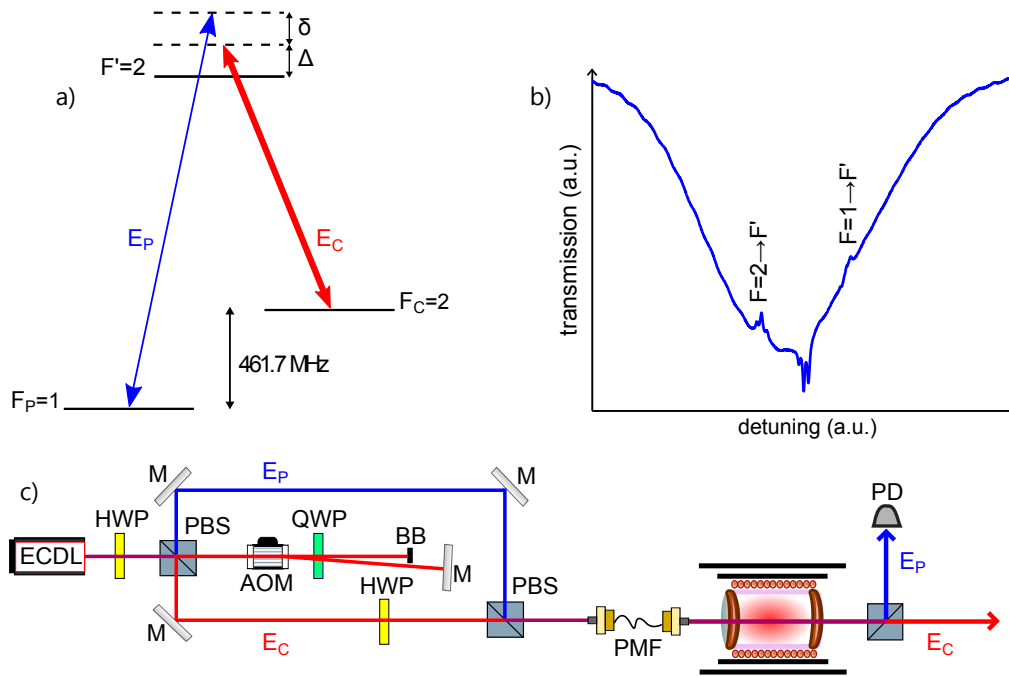 a)
δ
Δ
F'=2
E_P
E_C
F_C=2
461.7 MHz
F_P=1
b)
transmission (a.u.)
F=2→F'
F=1→F'
detuning (a.u.)
c)
M
E_P
M
HWP
PBS
QWP
BB
ECDL
AOM
M
HWP
PBS
M
E_C
PMF
PD
E_P
E_C